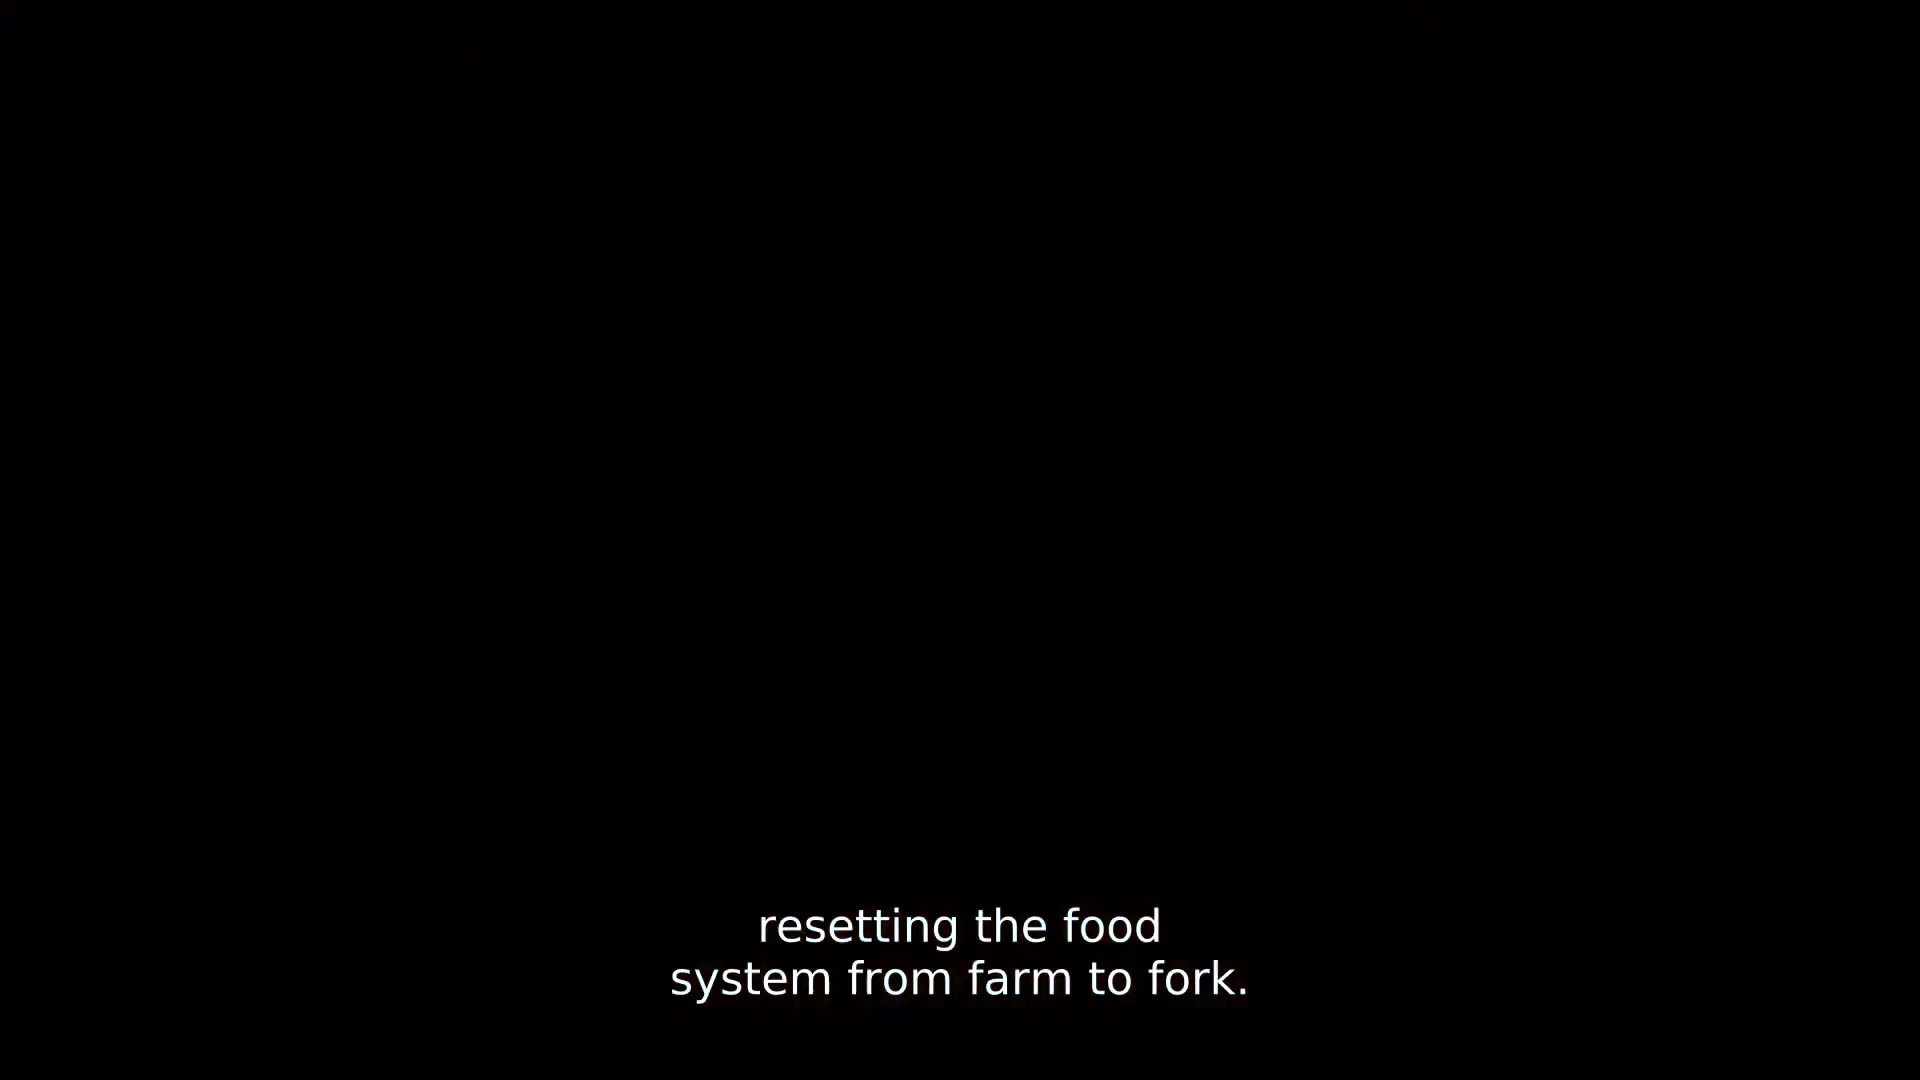 resetting the food
system from farm to fork.